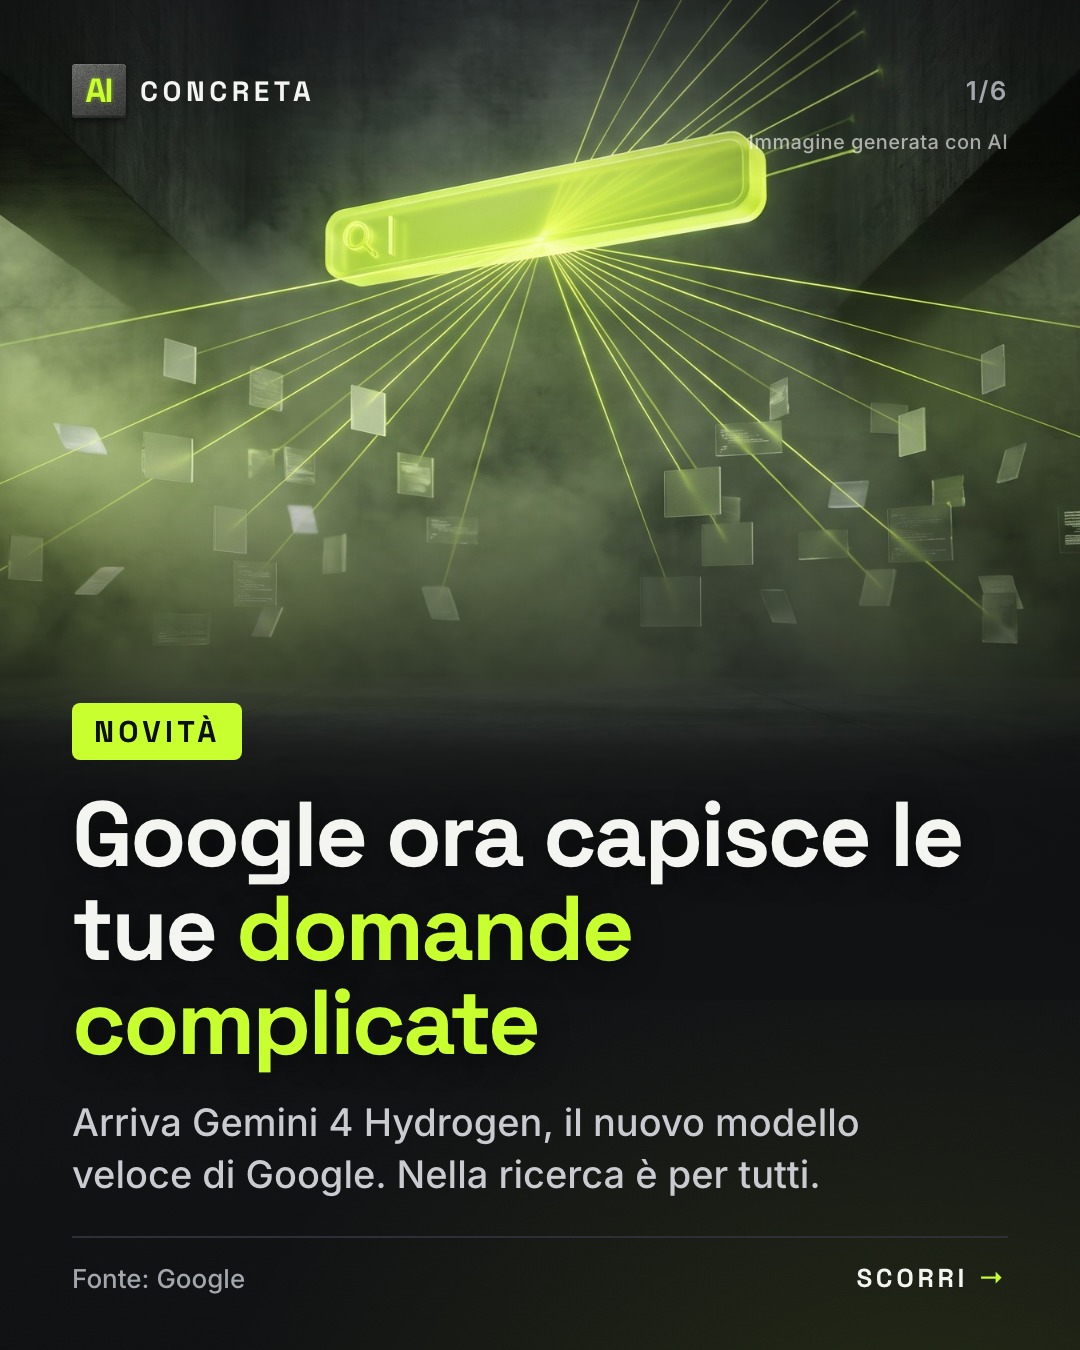 AI CONCRETA
1/6
Immagine generata con AI
NOVITÀ
Google ora capisce le
tue domande
complicate
Arriva Gemini 4 Hydrogen, il nuovo modello
veloce di Google. Nella ricerca è per tutti.
Fonte: Google
SCORRI →